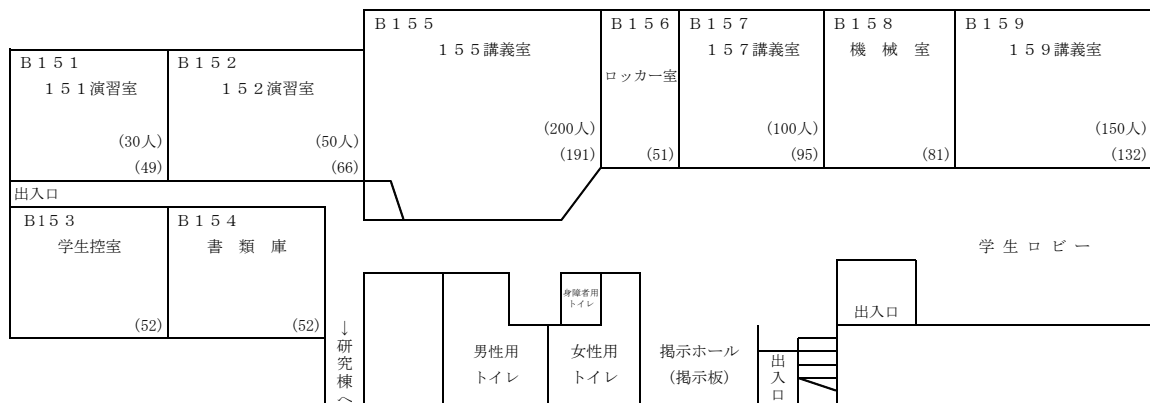 B155
155講義室
(200人)
(191)
B156
ロッカー室
(51)
B157
157講義室
(100人)
(95)
B158
機 械 室
(81)
B159
159講義室
(150人)
(132)
B151
151演習室
(30人)
(49)
B152
152演習室
(50人)
(66)
出入口
B153
学生控室
(52)
B154
書 類 庫
(52)
学 生 ロ ビ ー
↓研究棟へ
男性用
トイレ
身障者用
トイレ
女性用
トイレ
掲示ホール
(掲示板)
出入口
出入口